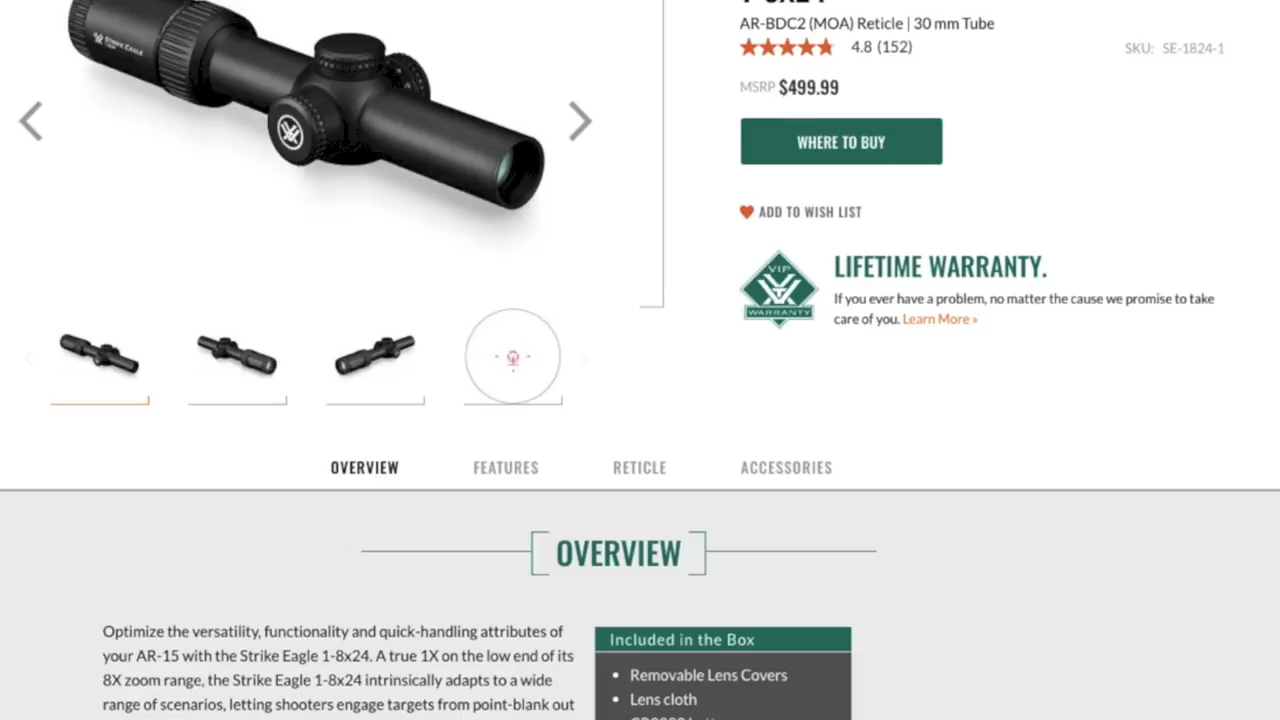 AR-BDC2 (MOA) Reticle | 30 mm Tube
4.8 (152)
SKU: SE-1824-1
MSRP $499.99
WHERE TO BUY
ADD TO WISH LIST
STRIKE EAGLE
VIP
WARRANTY
LIFETIME WARRANTY.
If you ever have a problem, no matter the cause we promise to take
care of you. Learn More »
OVERVIEW
FEATURES
RETICLE
ACCESSORIES
OVERVIEW
Optimize the versatility, functionality and quick-handling attributes of
your AR-15 with the Strike Eagle 1-8x24. A true 1X on the low end of its
8X zoom range, the Strike Eagle 1-8x24 intrinsically adapts to a wide
range of scenarios, letting shooters engage targets from point-blank out
Included in the Box
• Removable Lens Covers
• Lens cloth